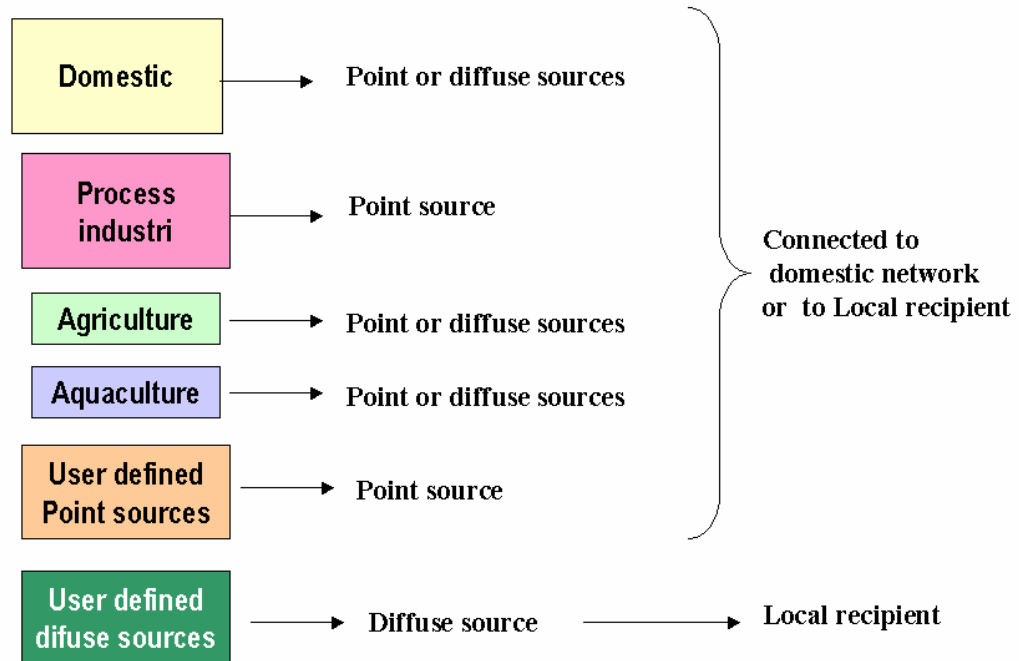 Domestic
Point or diffuse sources
Process
industri
Point source
Agriculture
Point or diffuse sources
Aquaculture
Point or diffuse sources
User defined
Point sources
Point source
Connected to
domestic network
or to Local recipient
User defined
difuse sources
Diffuse source
Local recipient